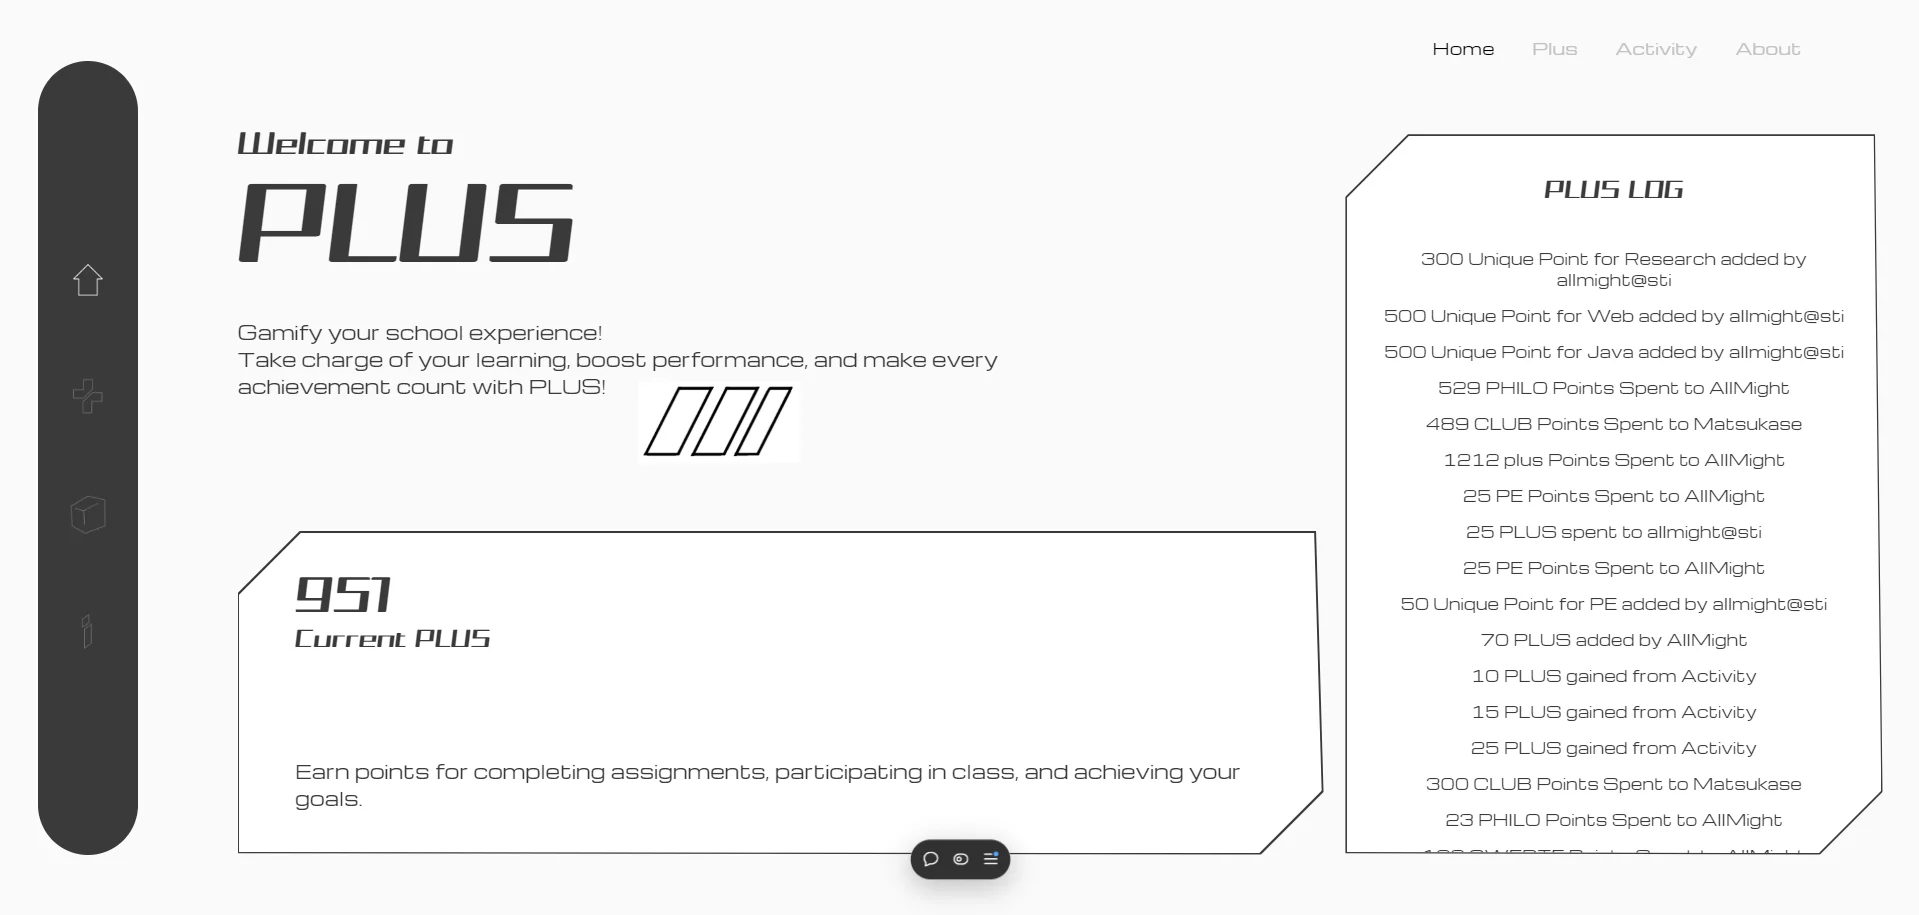 Home Plus Activity About
Welcome to
PLUS
Gamify your school experience!
Take charge of your learning, boost performance, and make every
achievement count with PLUS!
951
Current PLUS
Earn points for completing assignments, participating in class, and achieving your
goals.
PLUS LOG
300 Unique Point for Research added by
allmight@sti
500 Unique Point for Web added by allmight@sti
500 Unique Point for Java added by allmight@sti
529 PHILO Points Spent to AllMight
489 CLUB Points Spent to Matsukase
1212 plus Points Spent to AllMight
25 PE Points Spent to AllMight
25 PLUS spent to allmight@sti
25 PE Points Spent to AllMight
50 Unique Point for PE added by allmight@sti
70 PLUS added by AllMight
10 PLUS gained from Activity
15 PLUS gained from Activity
25 PLUS gained from Activity
300 CLUB Points Spent to Matsukase
23 PHILO Points Spent to AllMight